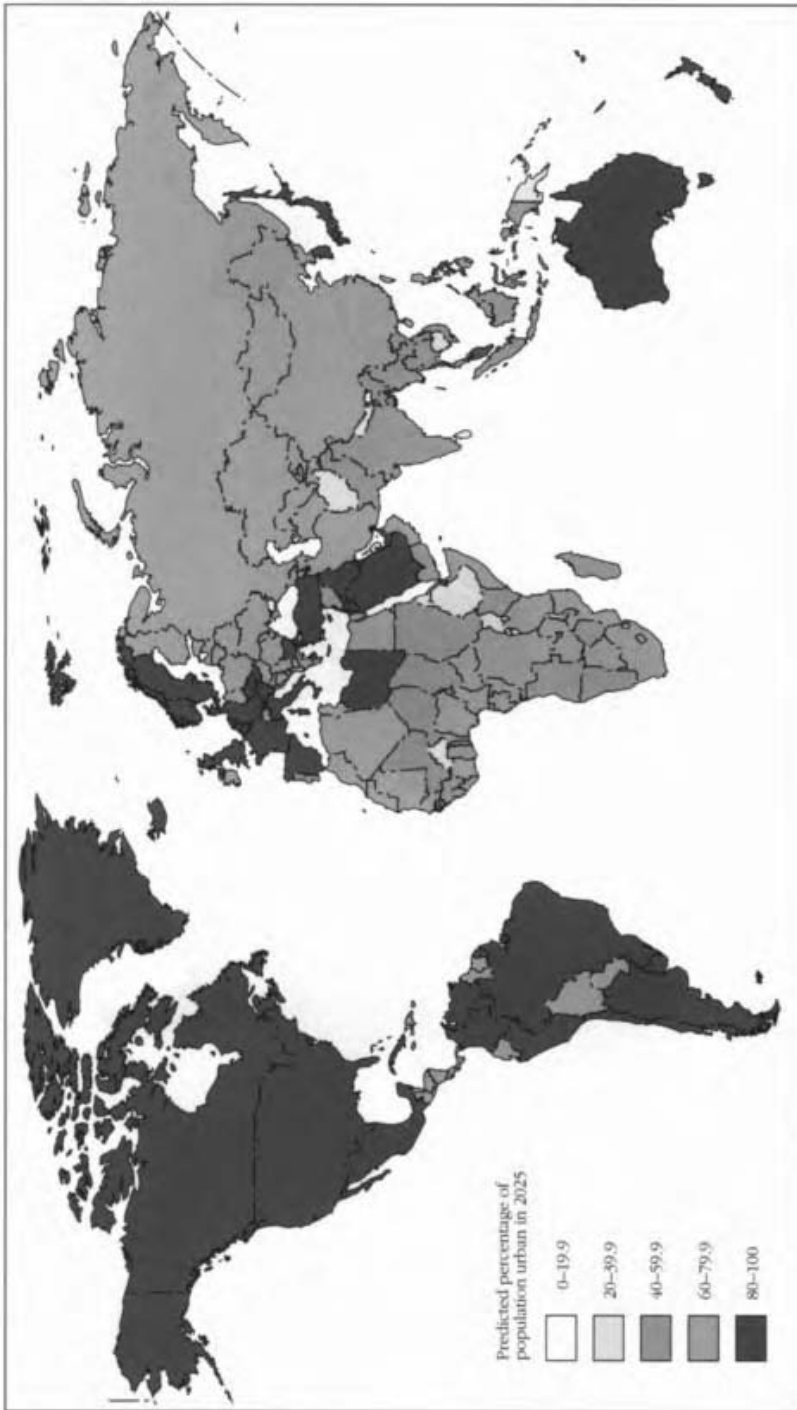 Predicted percentage of
population urban in 2025
0–19.9
20–39.9
40–59.9
60–79.9
80–100